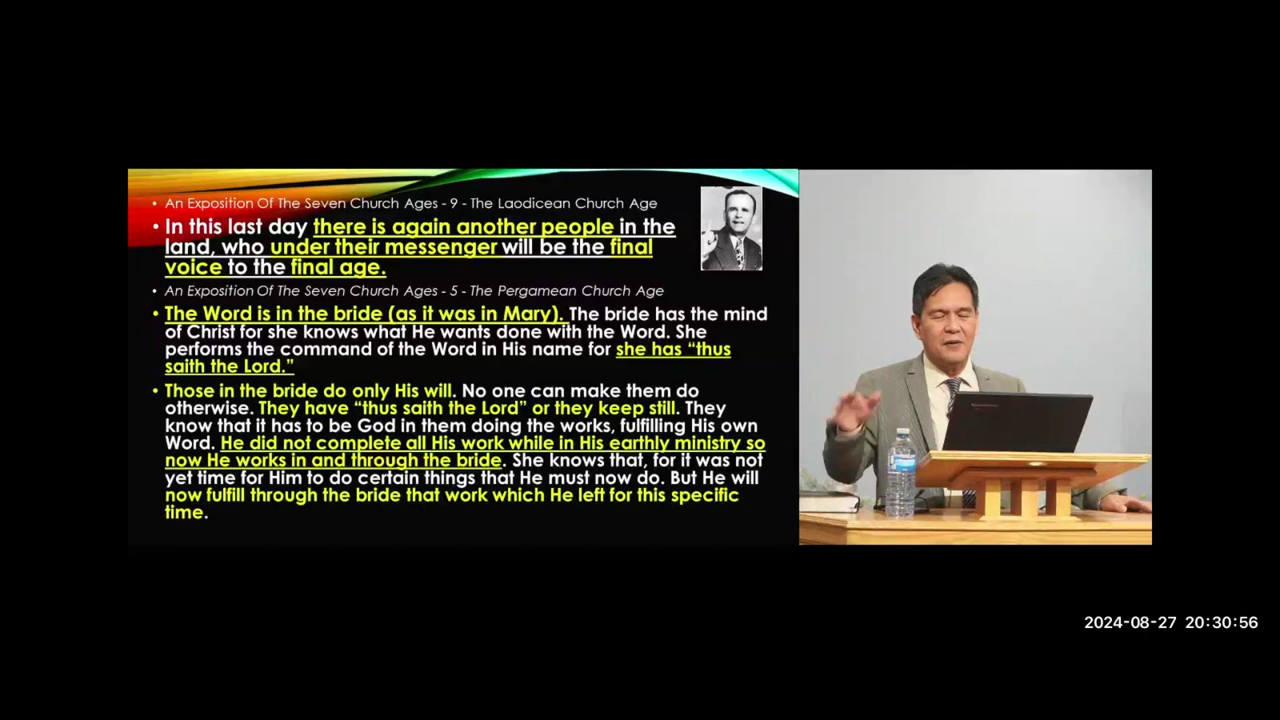 • An Exposition Of The Seven Church Ages - 9 - The Laodicean Church Age
• In this last day there is again another people in the
land, who under their messenger will be the final
voice to the final age.
• An Exposition Of The Seven Church Ages - 5 - The Pergamean Church Age
• The Word is in the bride (as it was in Mary). The bride has the mind
of Christ for she knows what He wants done with the Word. She
performs the command of the Word in His name for she has “thus
saith the Lord.”
• Those in the bride do only His will. No one can make them do
otherwise. They have “thus saith the Lord” or they keep still. They
know that it has to be God in them doing the works, fulfilling His own
Word. He did not complete all His work while in His earthly ministry so
now He works in and through the bride. She knows that, for it was not
yet time for Him to do certain things that He must now do. But He will
now fulfill through the bride that work which He left for this specific
time.
2024-08-27 20:30:56